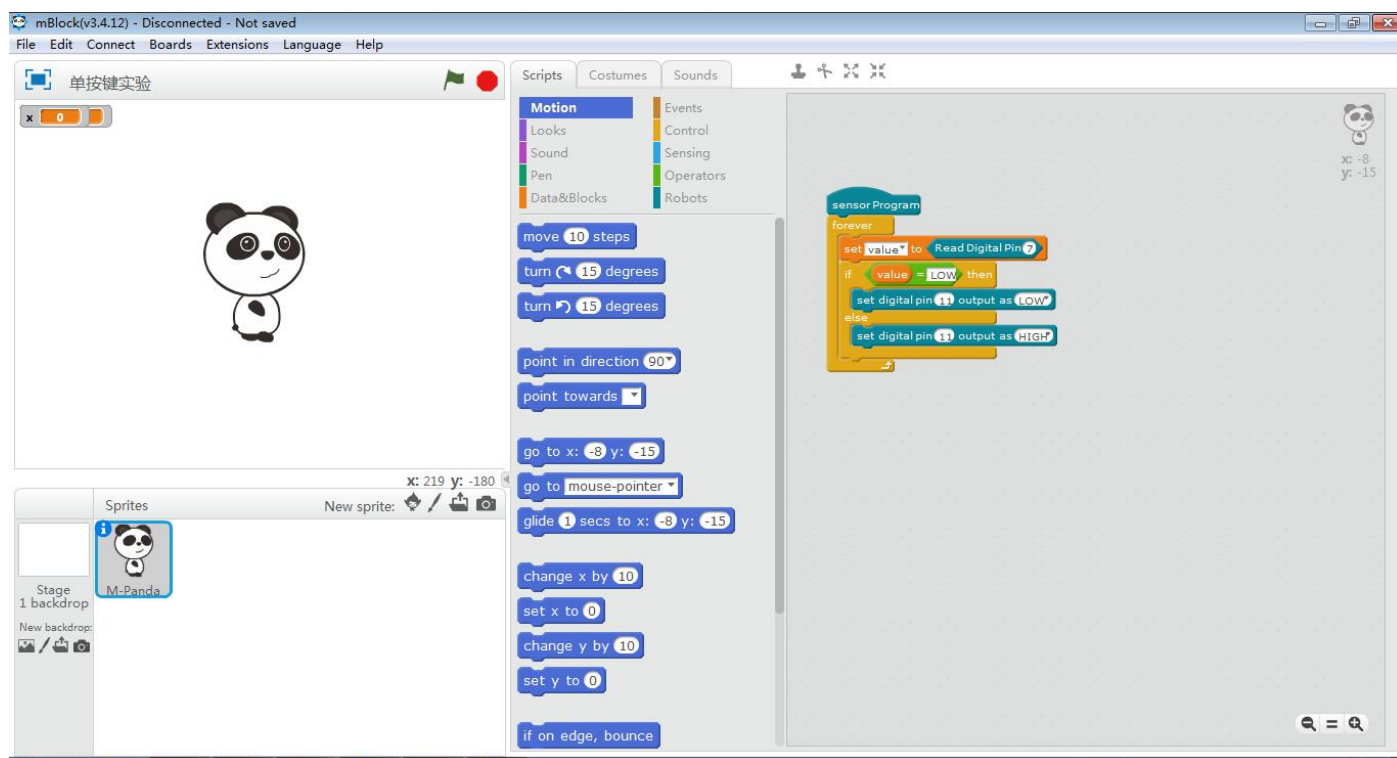 mBlock(v3.4.12) - Disconnected - Not saved
File Edit Connect Boards Extensions Language Help
单按键实验
x 0
x: 219 y: -180
Sprites New sprite:
Stage
1 backdrop
New backdrop:
M-Panda
Scripts Costumes Sounds
Motion Events
Looks Control
Sound Sensing
Pen Operators
Data&Blocks Robots
move 10 steps
turn 15 degrees
turn 15 degrees
point in direction 90
point towards
go to x: -8 y: -15
go to mouse-pointer
glide 1 secs to x: -8 y: -15
change x by 10
set x to 0
change y by 10
set y to 0
if on edge, bounce
x: -8
y: -15
sensor Program
forever
set value to Read Digital Pin 7
if value = LOW then
set digital pin 11 output as LOW
else
set digital pin 11 output as HIGH